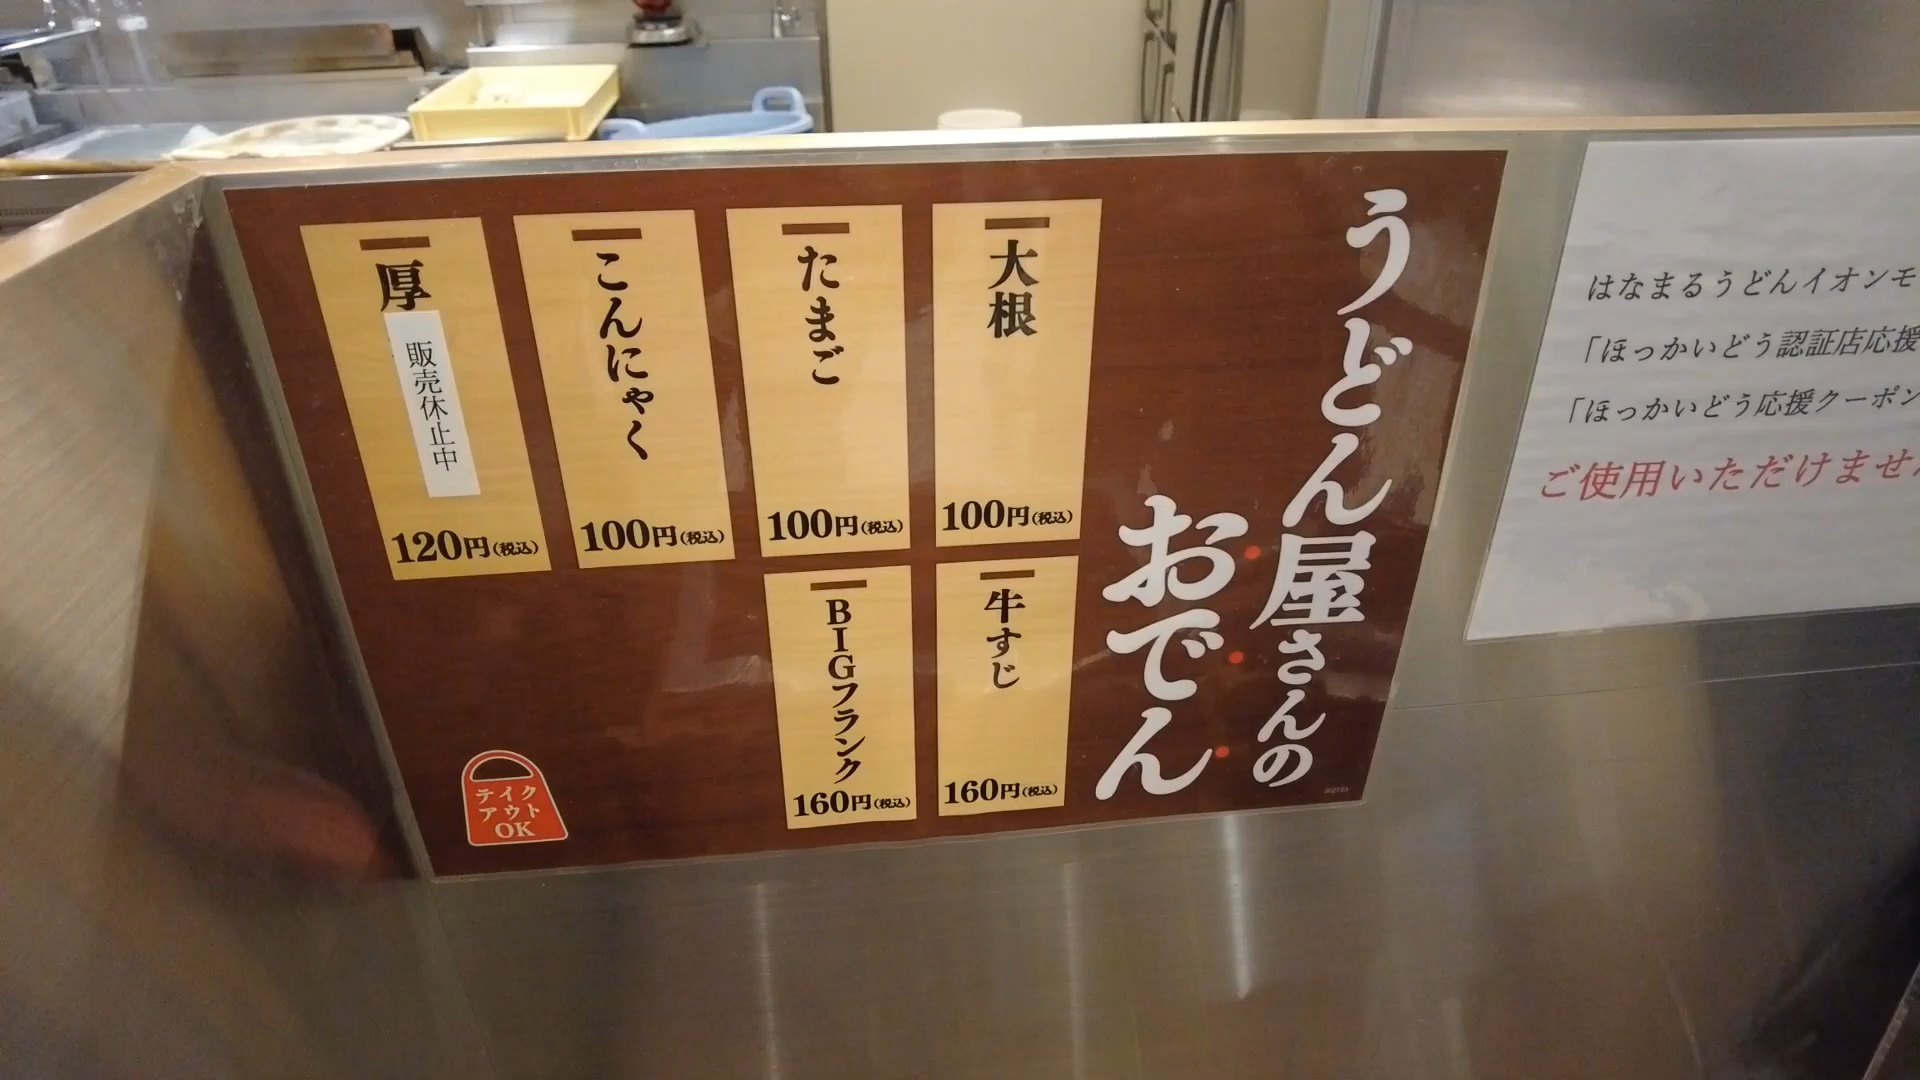 うどん屋さんの
おでん
大根
100円(税込)
たまご
100円(税込)
こんにゃく
100円(税込)
厚
販売休止中
120円(税込)
牛すじ
160円(税込)
BIGフランク
160円(税込)
テイク
アウト
OK
はなまるうどんイオンモ
「ほっかいどう認証店応援
「ほっかいどう応援クーポン
ご使用いただけませ